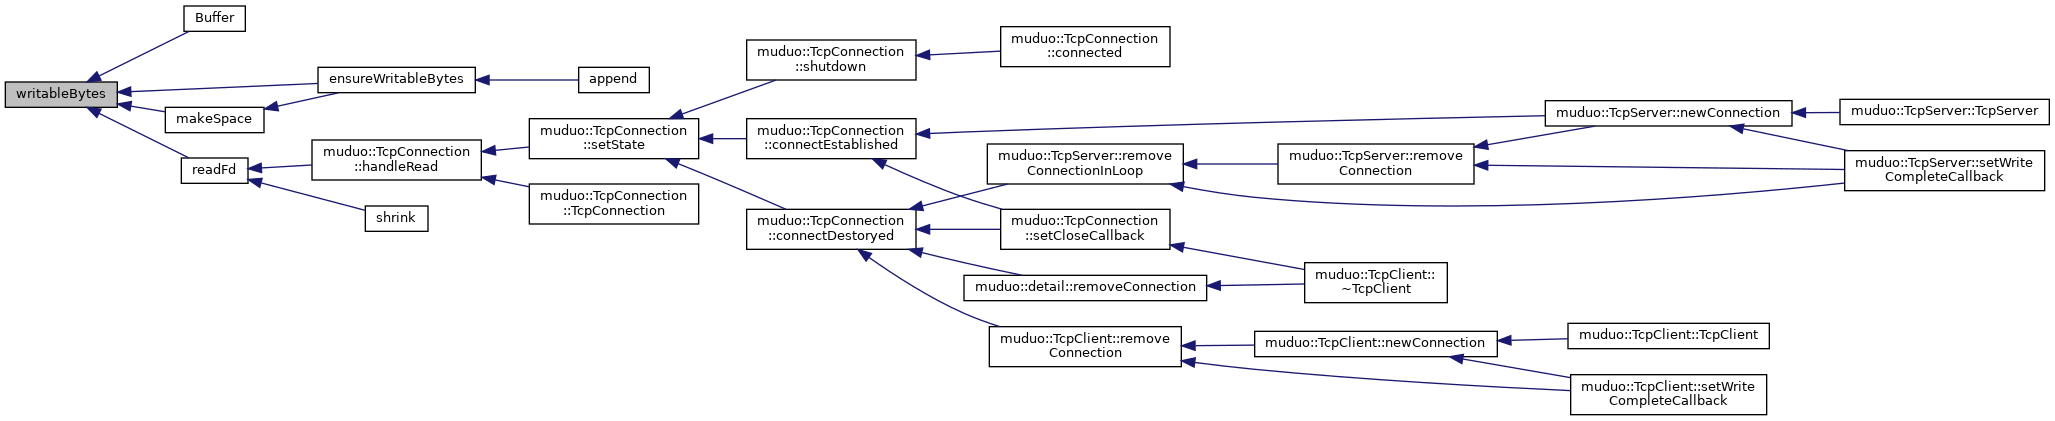 writableBytes
Buffer
ensureWritableBytes
append
makeSpace
readFd
muduo::TcpConnection
::handleRead
shrink
muduo::TcpConnection
::setState
muduo::TcpConnection
::TcpConnection
muduo::TcpConnection
::shutdown
muduo::TcpConnection
::connected
muduo::TcpConnection
::connectEstablished
muduo::TcpConnection
::connectDestoryed
muduo::TcpServer::remove
ConnectionInLoop
muduo::TcpServer::remove
Connection
muduo::TcpServer::newConnection
muduo::TcpServer::TcpServer
muduo::TcpServer::setWrite
CompleteCallback
muduo::TcpConnection
::setCloseCallback
muduo::detail::removeConnection
muduo::TcpClient::
~TcpClient
muduo::TcpClient::remove
Connection
muduo::TcpClient::newConnection
muduo::TcpClient::TcpClient
muduo::TcpClient::setWrite
CompleteCallback